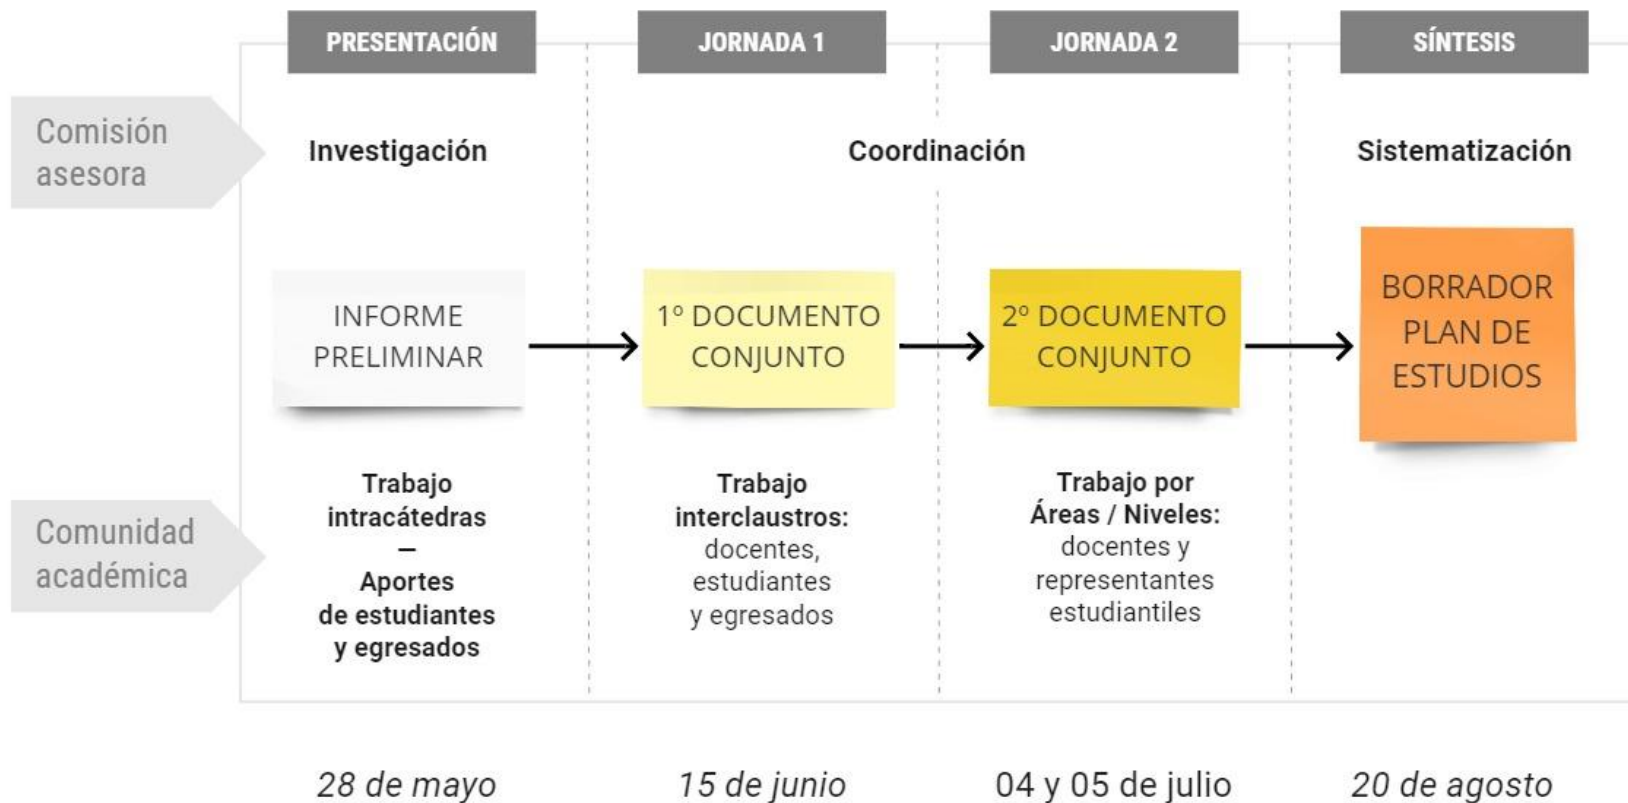 PRESENTACIÓN
JORNADA 1
JORNADA 2
SÍNTESIS
Comisión
asesora
Investigación
Coordinación
Sistematización
INFORME
PRELIMINAR
1º DOCUMENTO
CONJUNTO
2º DOCUMENTO
CONJUNTO
BORRADOR
PLAN DE
ESTUDIOS
Comunidad
académica
Trabajo
intracátedras
—
Aportes
de estudiantes
y egresados
Trabajo
interclaustros:
docentes,
estudiantes
y egresados
Trabajo por
Áreas / Niveles:
docentes y
representantes
estudiantiles
28 de mayo
15 de junio
04 y 05 de julio
20 de agosto